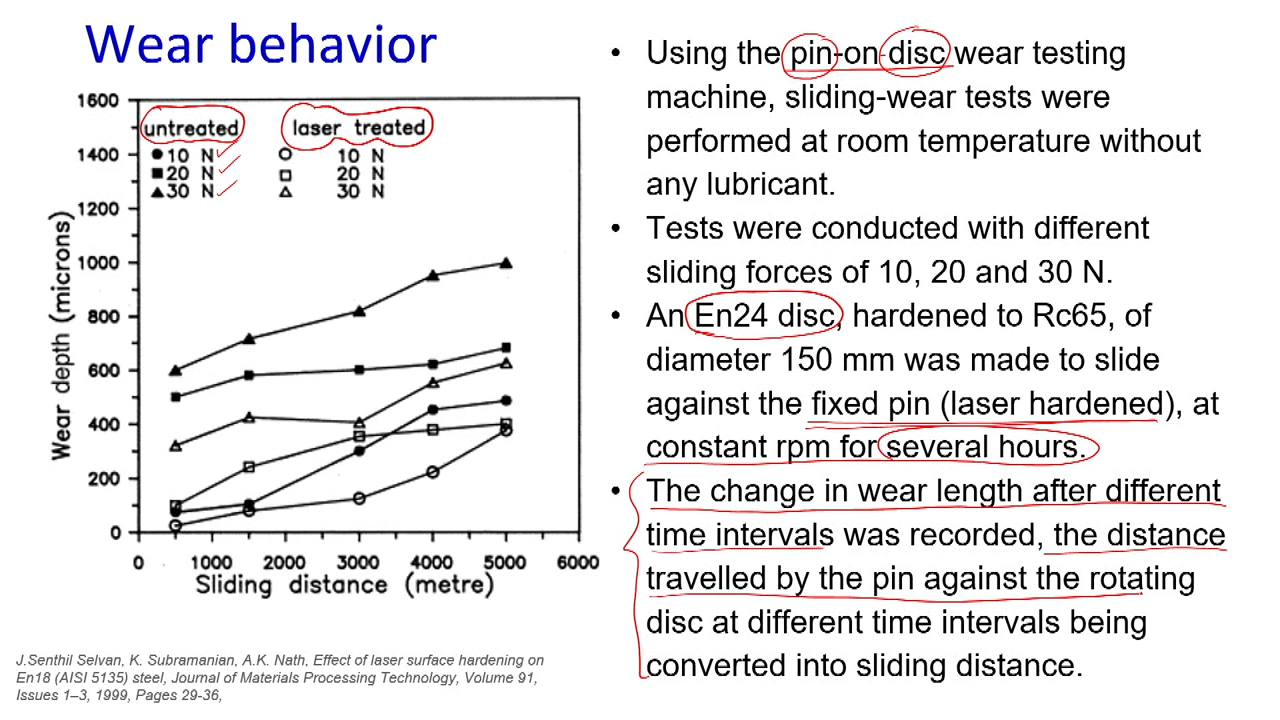 Wear behavior
1600
1400
1200
1000
800
600
400
200
0
Wear depth (microns)
untreated laser treated
10 N 10 N
20 N 20 N
30 N 30 N
0 1000 2000 3000 4000 5000 6000
Sliding distance (metre)
• Using the pin-on-disc wear testing
machine, sliding-wear tests were
performed at room temperature without
any lubricant.
• Tests were conducted with different
sliding forces of 10, 20 and 30 N.
• An En24 disc, hardened to Rc65, of
diameter 150 mm was made to slide
against the fixed pin (laser hardened), at
constant rpm for several hours.
• The change in wear length after different
time intervals was recorded, the distance
travelled by the pin against the rotating
disc at different time intervals being
converted into sliding distance.
J.Senthil Selvan, K. Subramanian, A.K. Nath, Effect of laser surface hardening on
En18 (AISI 5135) steel, Journal of Materials Processing Technology, Volume 91,
Issues 1–3, 1999, Pages 29-36,